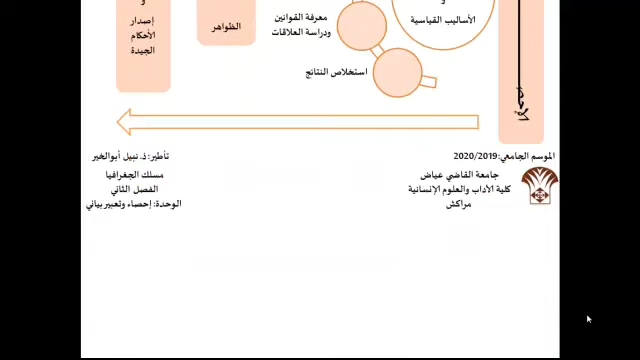 و
الأساليب القياسية
معرفة القوانين
ودراسة العلاقات
استخلاص النتائج
الظواهر
و
إصدار
الأحكام
الجيدة
الموسم الجامعي:2020/2019
تأطير: ذ. نبيل أبوالخير
جامعة القاضي عياض
كلية الآداب والعلوم الإنسانية
مراكش
مسلك الجغرافيا
الفصل الثاني
الوحدة: إحصاء وتعبير بياني